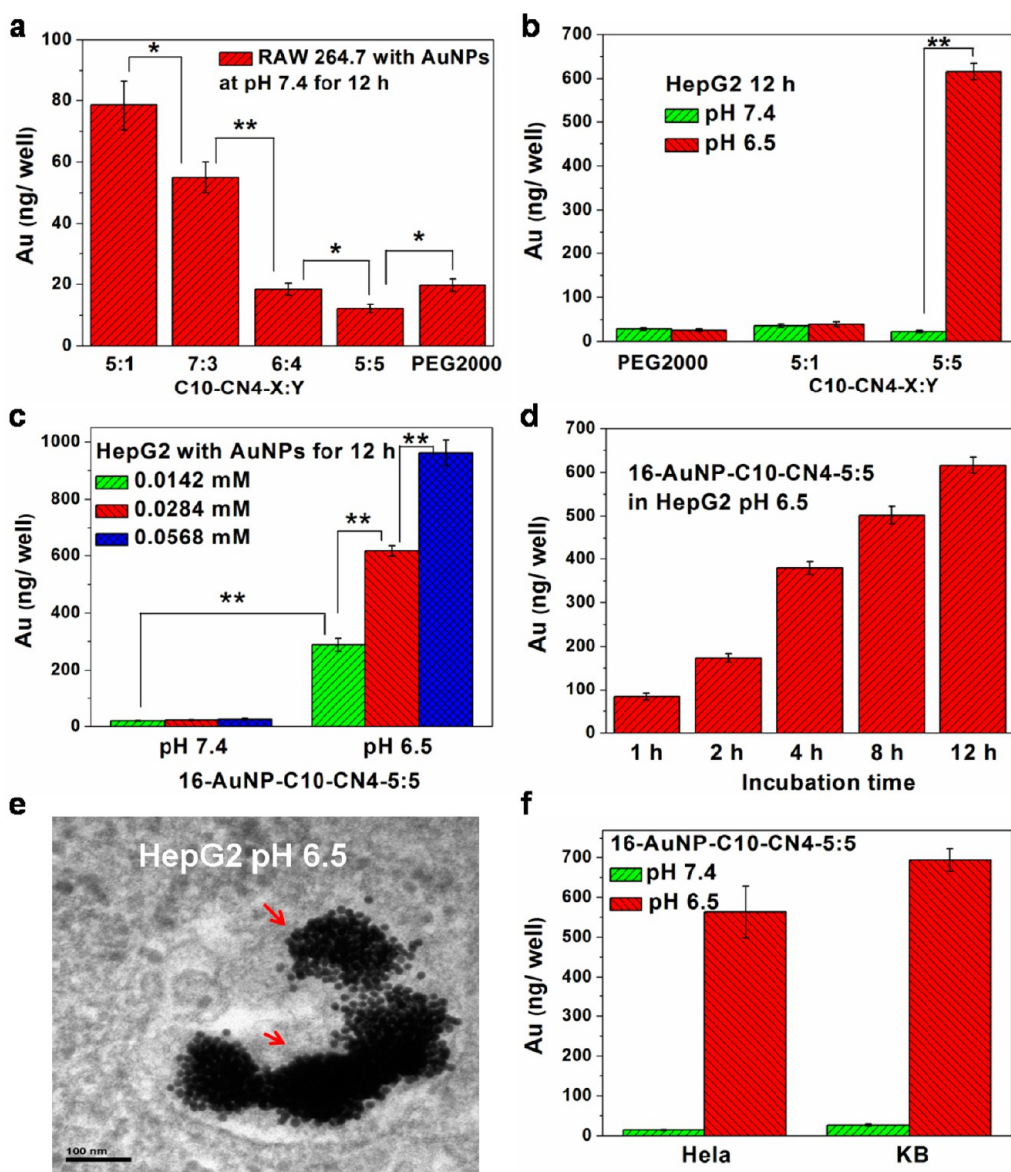 a
RAW 264.7 with AuNPs
at pH 7.4 for 12 h
*
**
*
*
Au (ng/ well)
80
60
40
20
0
5:1 7:3 6:4 5:5 PEG2000
C10-CN4-X:Y
b
HepG2 12 h
pH 7.4
pH 6.5
**
Au (ng/ well)
700
600
500
400
300
200
100
0
PEG2000 5:1 5:5
C10-CN4-X:Y
c
HepG2 with AuNPs for 12 h
0.0142 mM
0.0284 mM
0.0568 mM
**
**
**
Au (ng/ well)
1000
800
600
400
200
0
pH 7.4 pH 6.5
16-AuNP-C10-CN4-5:5
d
16-AuNP-C10-CN4-5:5
in HepG2 pH 6.5
Au (ng/ well)
700
600
500
400
300
200
100
0
1 h 2 h 4 h 8 h 12 h
Incubation time
e
HepG2 pH 6.5
100 nm
f
16-AuNP-C10-CN4-5:5
pH 7.4
pH 6.5
Au (ng/ well)
700
600
500
400
300
200
100
0
Hela KB